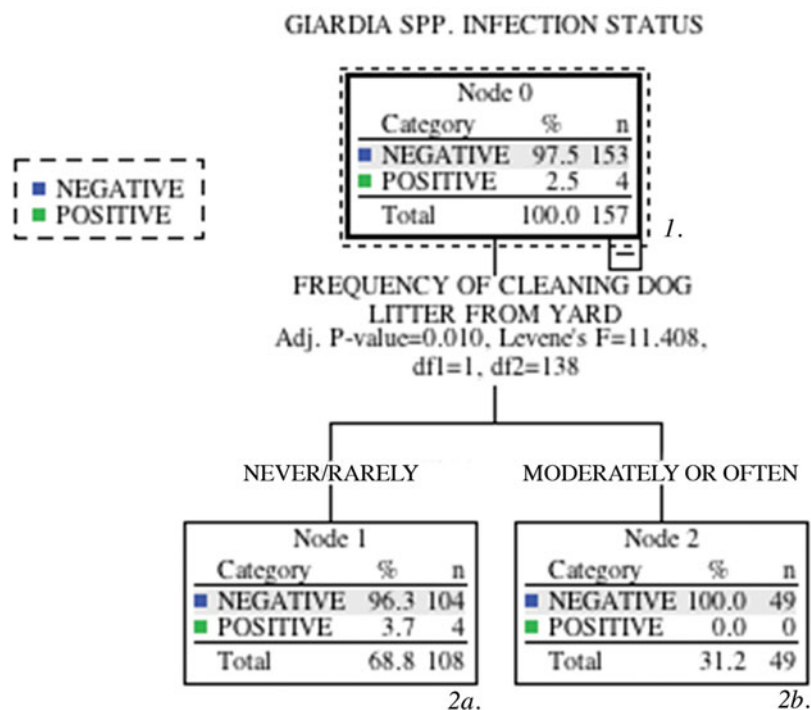 GIARDIA SPP. INFECTION STATUS
Node 0
Category % n
NEGATIVE 97.5 153
POSITIVE 2.5 4
Total 100.0 157
1.
NEGATIVE
POSITIVE
FREQUENCY OF CLEANING DOG
LITTER FROM YARD
Adj. P-value=0.010, Levene's F=11.408,
df1=1, df2=138
NEVER/RARELY
MODERATELY OR OFTEN
Node 1
Category % n
NEGATIVE 96.3 104
POSITIVE 3.7 4
Total 68.8 108
2a.
Node 2
Category % n
NEGATIVE 100.0 49
POSITIVE 0.0 0
Total 31.2 49
2b.